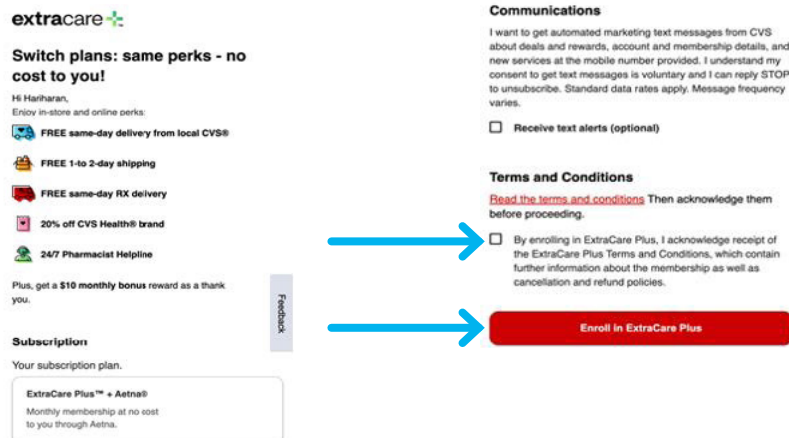 extracare
Switch plans: same perks - no
cost to you!
Hi Hariharan,
Enjoy in-store and online perks:
FREE same-day delivery from local CVS®
FREE 1-to 2-day shipping
FREE same-day RX delivery
20% off CVS Health® brand
24/7 Pharmacist Helpline
Plus, get a $10 monthly bonus reward as a thank
you.
Feedback
Subscription
Your subscription plan.
ExtraCare Plus™ + Aetna®
Monthly membership at no cost
to you through Aetna.
Communications
I want to get automated marketing text messages from CVS
about deals and rewards, account and membership details, and
new services at the mobile number provided. I understand my
consent to get text messages is voluntary and I can reply STOP
to unsubscribe. Standard data rates apply. Message frequency
varies.
Receive text alerts (optional)
Terms and Conditions
Read the terms and conditions Then acknowledge them
before proceeding.
By enrolling in ExtraCare Plus, I acknowledge receipt of
the ExtraCare Plus Terms and Conditions, which contain
further information about the membership as well as
cancellation and refund policies.
Enroll in ExtraCare Plus